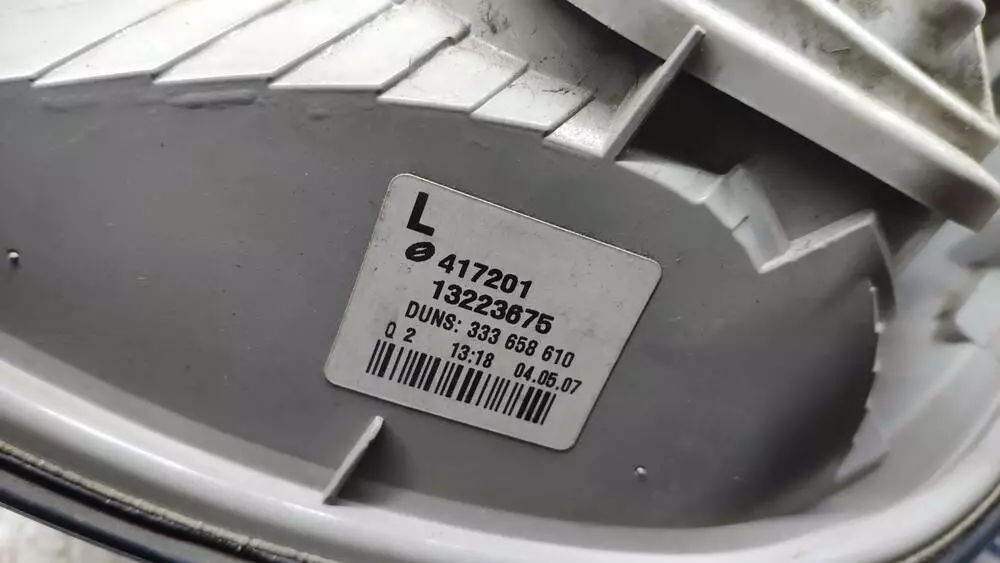 L
417201
13223675
DUNS: 333 658 610
Q 2 13:18 04.05.07